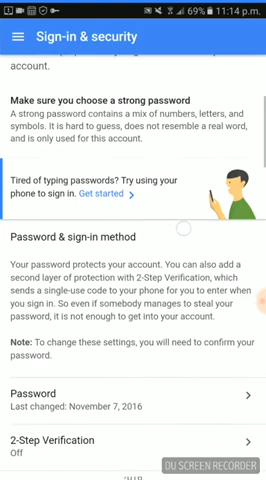 69% 11:14 p.m.
Sign-in & security
account.
Make sure you choose a strong password
A strong password contains a mix of numbers, letters, and
symbols. It is hard to guess, does not resemble a real word,
and is only used for this account.
Tired of typing passwords? Try using your
phone to sign in. Get started
Password & sign-in method
Your password protects your account. You can also add a
second layer of protection with 2-Step Verification, which
sends a single-use code to your phone for you to enter when
you sign in. So even if somebody manages to steal your
password, it is not enough to get into your account.
Note: To change these settings, you will need to confirm your
password.
Password
Last changed: November 7, 2016
2-Step Verification
Off
DU SCREEN RECORDER